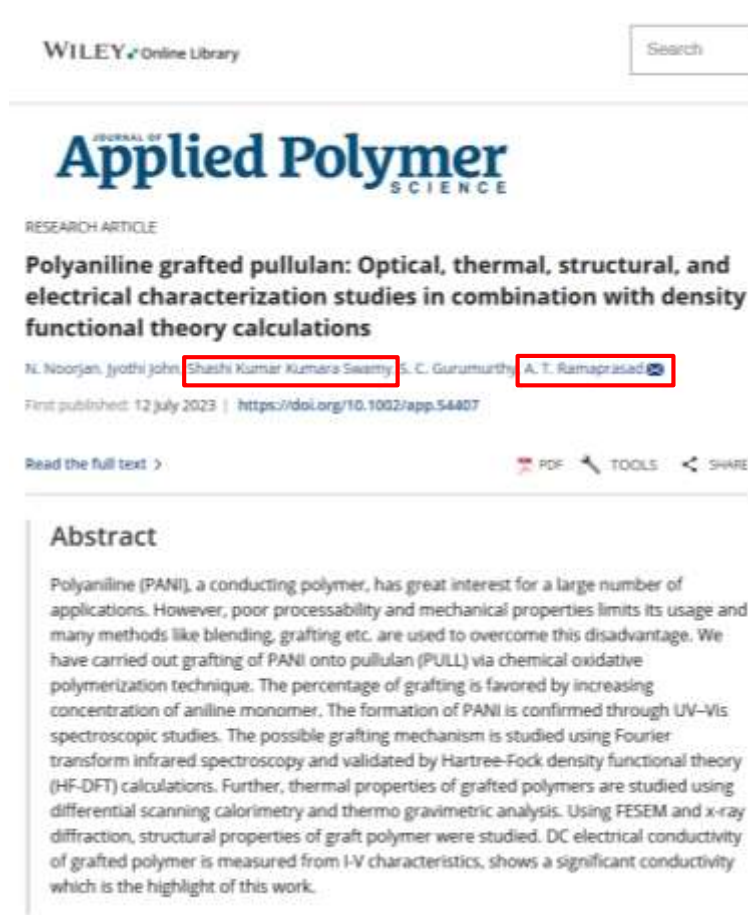 WILEY Online Library
Search
JOURNAL OF
Applied Polymer
SCIENCE
RESEARCH ARTICLE
Polyaniline grafted pullulan: Optical, thermal, structural, and
electrical characterization studies in combination with density
functional theory calculations
N. Noorjan, Jyothi John, Shashi Kumar Kumara Swamy, S. C. Gurumurthy, A. T. Ramaprasad
First published: 12 July 2023 | https://doi.org/10.1002/app.54407
Read the full text >
PDF TOOLS SHARE
Abstract
Polyaniline (PANI), a conducting polymer, has great interest for a large number of
applications. However, poor processability and mechanical properties limits its usage and
many methods like blending, grafting etc. are used to overcome this disadvantage. We
have carried out grafting of PANI onto pullulan (PULL) via chemical oxidative
polymerization technique. The percentage of grafting is favored by increasing
concentration of aniline monomer. The formation of PANI is confirmed through UV–Vis
spectroscopic studies. The possible grafting mechanism is studied using Fourier
transform infrared spectroscopy and validated by Hartree-Fock density functional theory
(HF-DFT) calculations. Further, thermal properties of grafted polymers are studied using
differential scanning calorimetry and thermo gravimetric analysis. Using FESEM and x-ray
diffraction, structural properties of graft polymer were studied. DC electrical conductivity
of grafted polymer is measured from I-V characteristics, shows a significant conductivity
which is the highlight of this work.